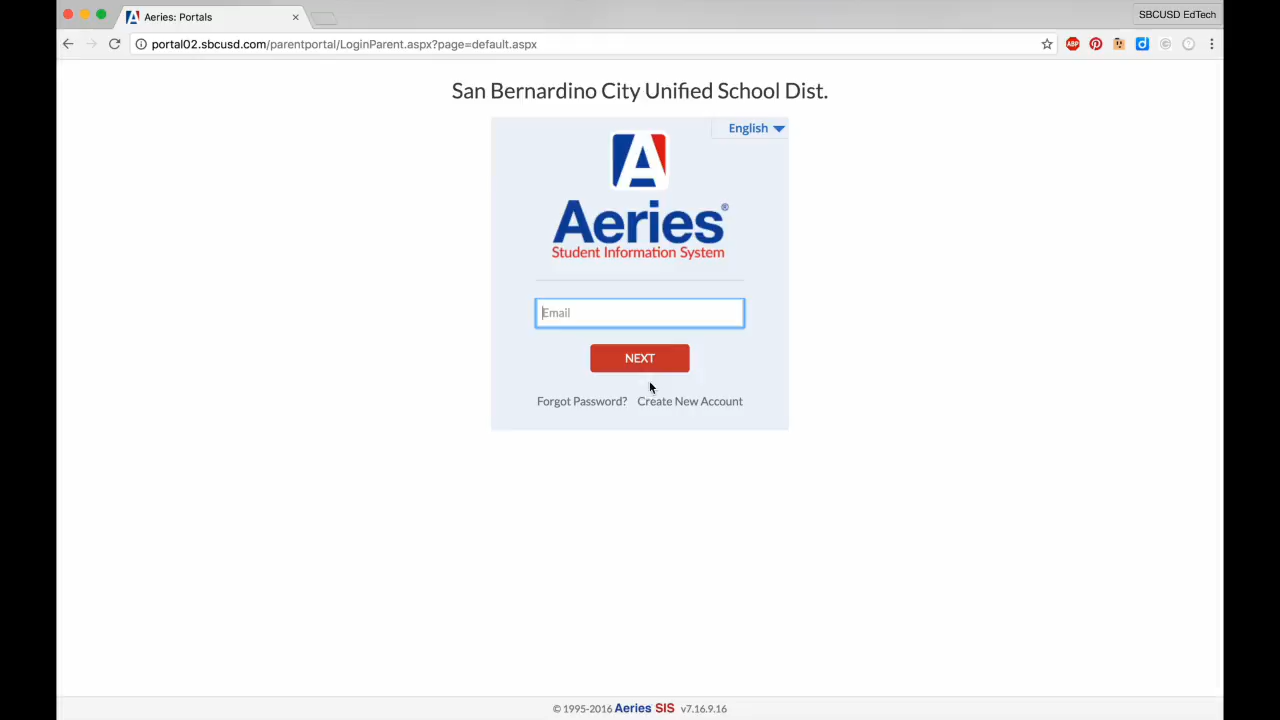 Aeries: Portals
SBCUSD EdTech
portal02.sbcusd.com/parentportal/LoginParent.aspx?page=default.aspx
ABP
San Bernardino City Unified School Dist.
English
A
Aeries®
Student Information System
Email
NEXT
Forgot Password? Create New Account
© 1995-2016 Aeries SIS v7.16.9.16